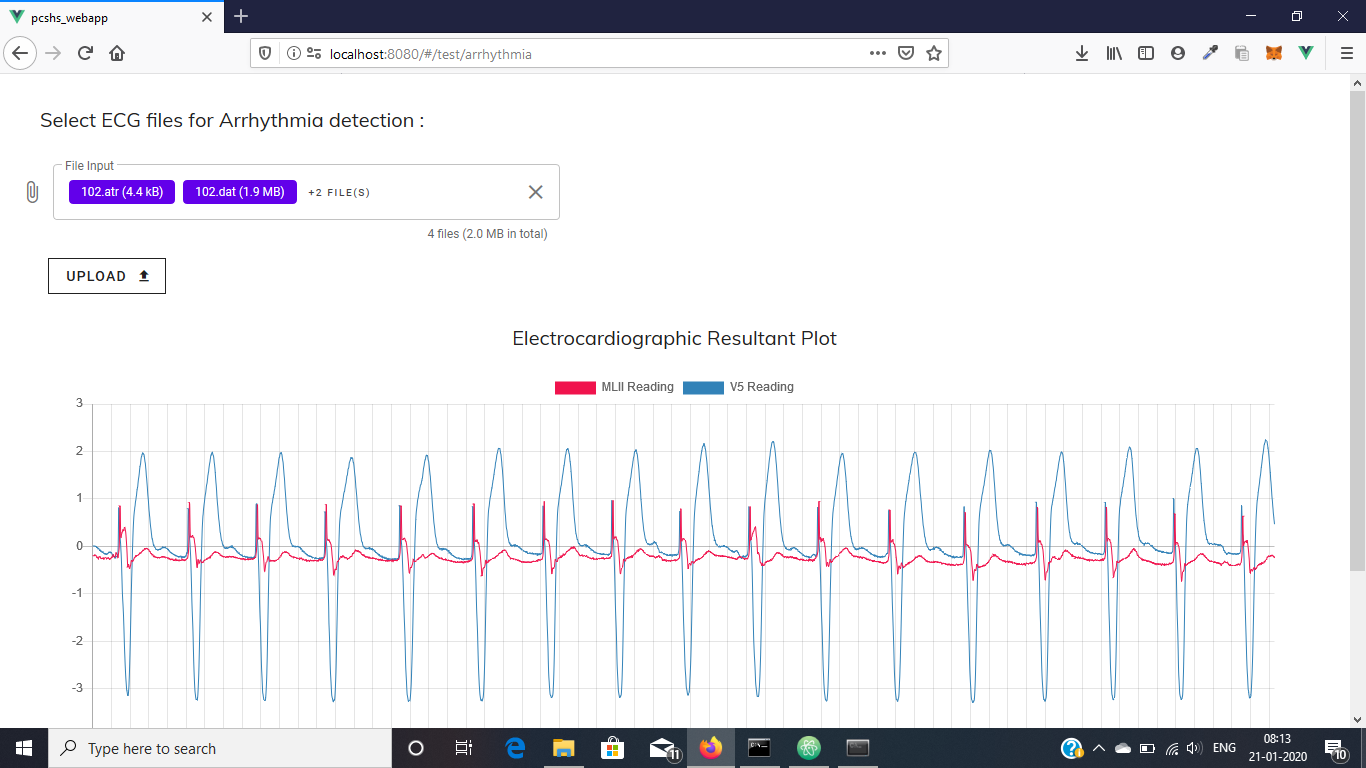 pcshs_webapp
localhost:8080/#/test/arrhythmia
Select ECG files for Arrhythmia detection :
File Input
102.atr (4.4 kB) 102.dat (1.9 MB) +2 FILE(S)
4 files (2.0 MB in total)
UPLOAD
Electrocardiographic Resultant Plot
MLII Reading V5 Reading
3
2
1
0
-1
-2
-3
Type here to search
11
ENG
08:13
21-01-2020
10